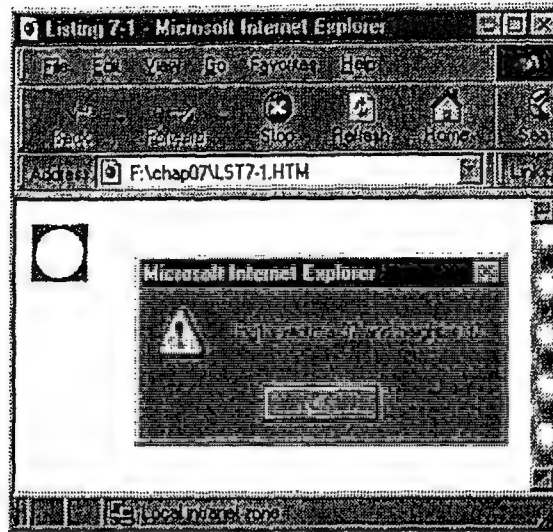 Listing 7-1 - Microsoft Internet Explorer
File Edit View Go Favorites Help
Back Forward Stop Refresh Home
Address F:\chap07\LST7-1.HTM Links
Microsoft Internet Explorer
Local intranet zone